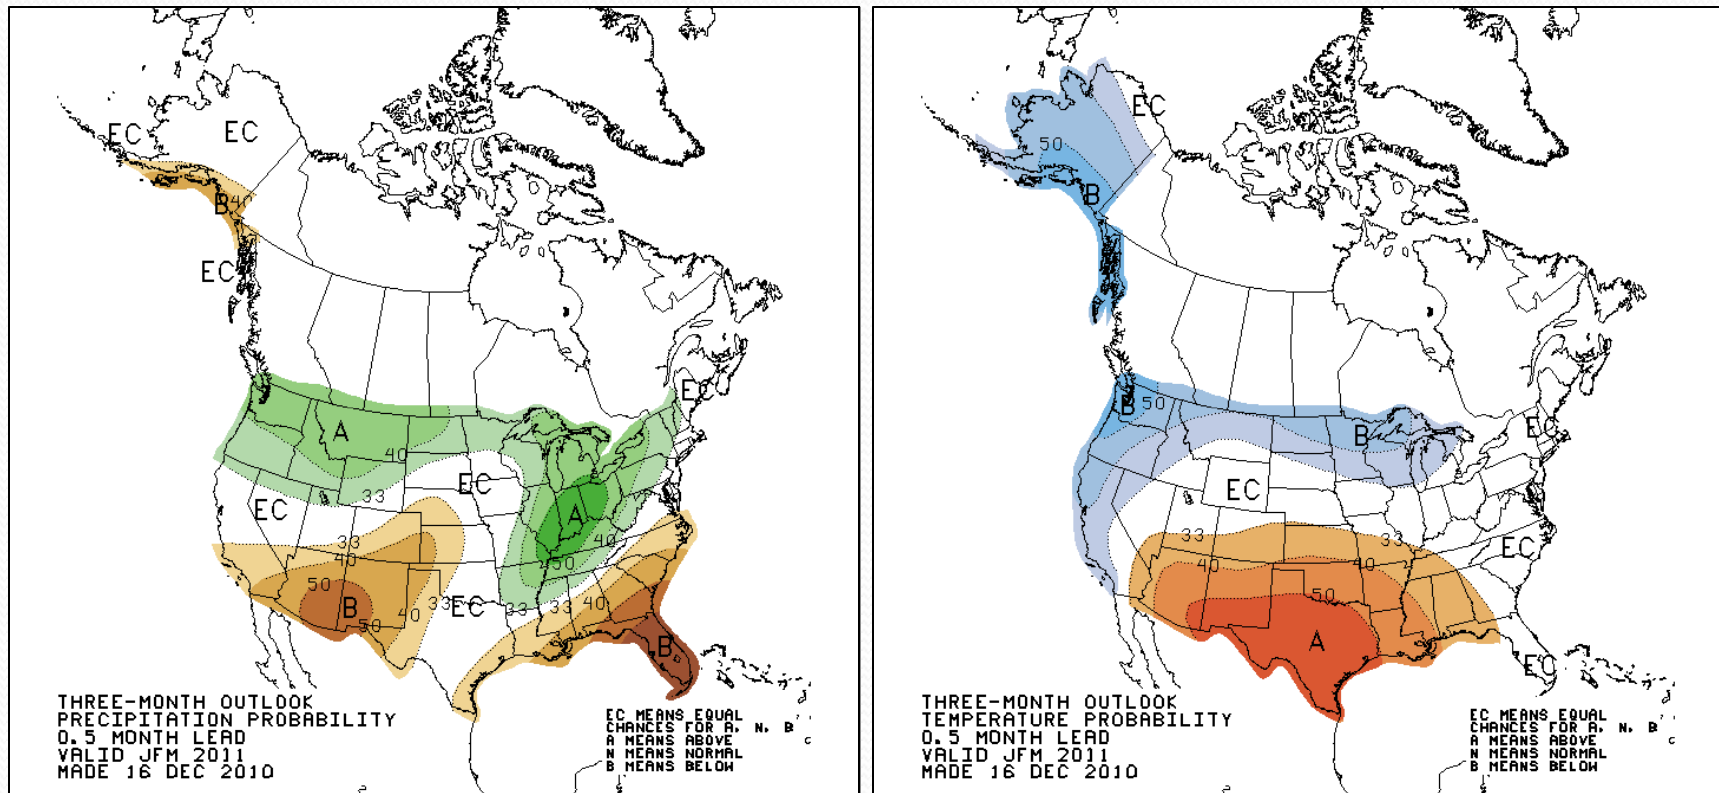 EC
EC
B 40
EC
EC
A
40
EC
33
EC
A
33
40
40
50
50
B
40
50
33
EC
33
33
40
B
THREE-MONTH OUTLOOK
PRECIPITATION PROBABILITY
0.5 MONTH LEAD
VALID JFM 2011
MADE 16 DEC 2010
EC MEANS EQUAL
CHANCES FOR A, N, B
A MEANS ABOVE
N MEANS NORMAL
B MEANS BELOW
EC
50
B
B 50
EC
B
EC
33
33
EC
40
40
50
A
EC
THREE-MONTH OUTLOOK
TEMPERATURE PROBABILITY
0.5 MONTH LEAD
VALID JFM 2011
MADE 16 DEC 2010
EC MEANS EQUAL
CHANCES FOR A, N, B
A MEANS ABOVE
N MEANS NORMAL
B MEANS BELOW